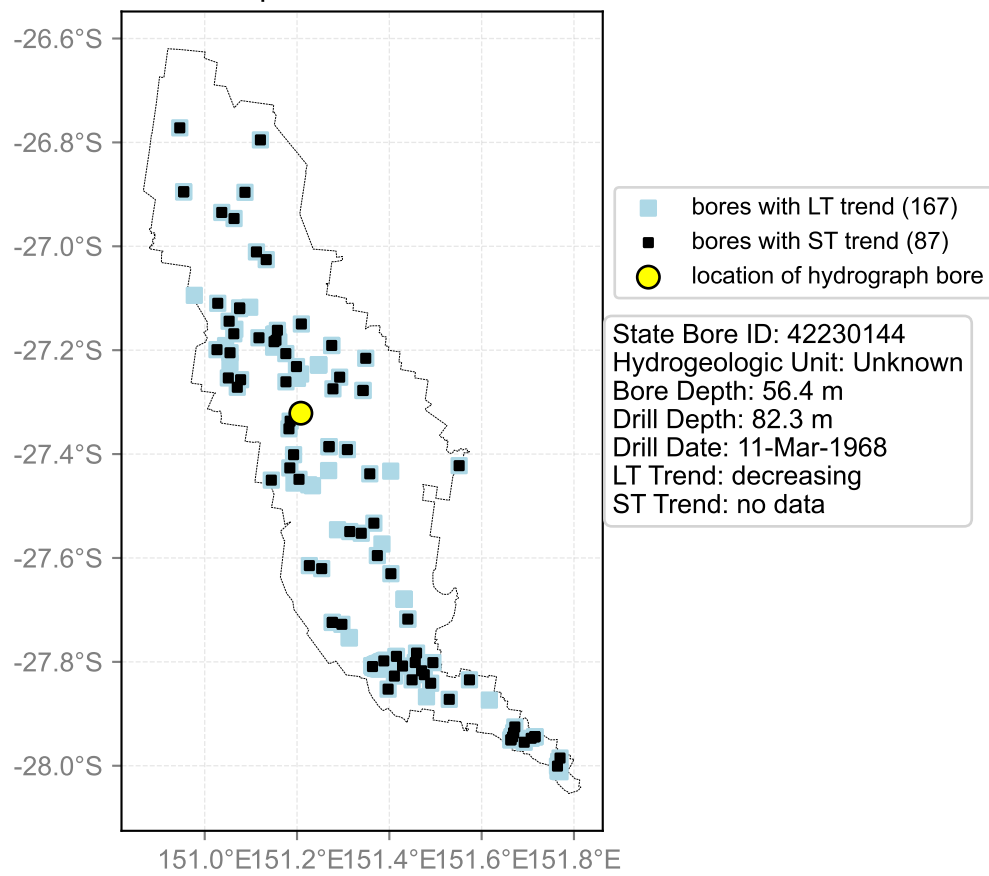 -26.6°S
-26.8°S
-27.0°S
-27.2°S
-27.4°S
-27.6°S
-27.8°S
-28.0°S
151.0°E151.2°E151.4°E151.6°E151.8°E
bores with LT trend (167)
bores with ST trend (87)
location of hydrograph bore
State Bore ID: 42230144
Hydrogeologic Unit: Unknown
Bore Depth: 56.4 m
Drill Depth: 82.3 m
Drill Date: 11-Mar-1968
LT Trend: decreasing
ST Trend: no data